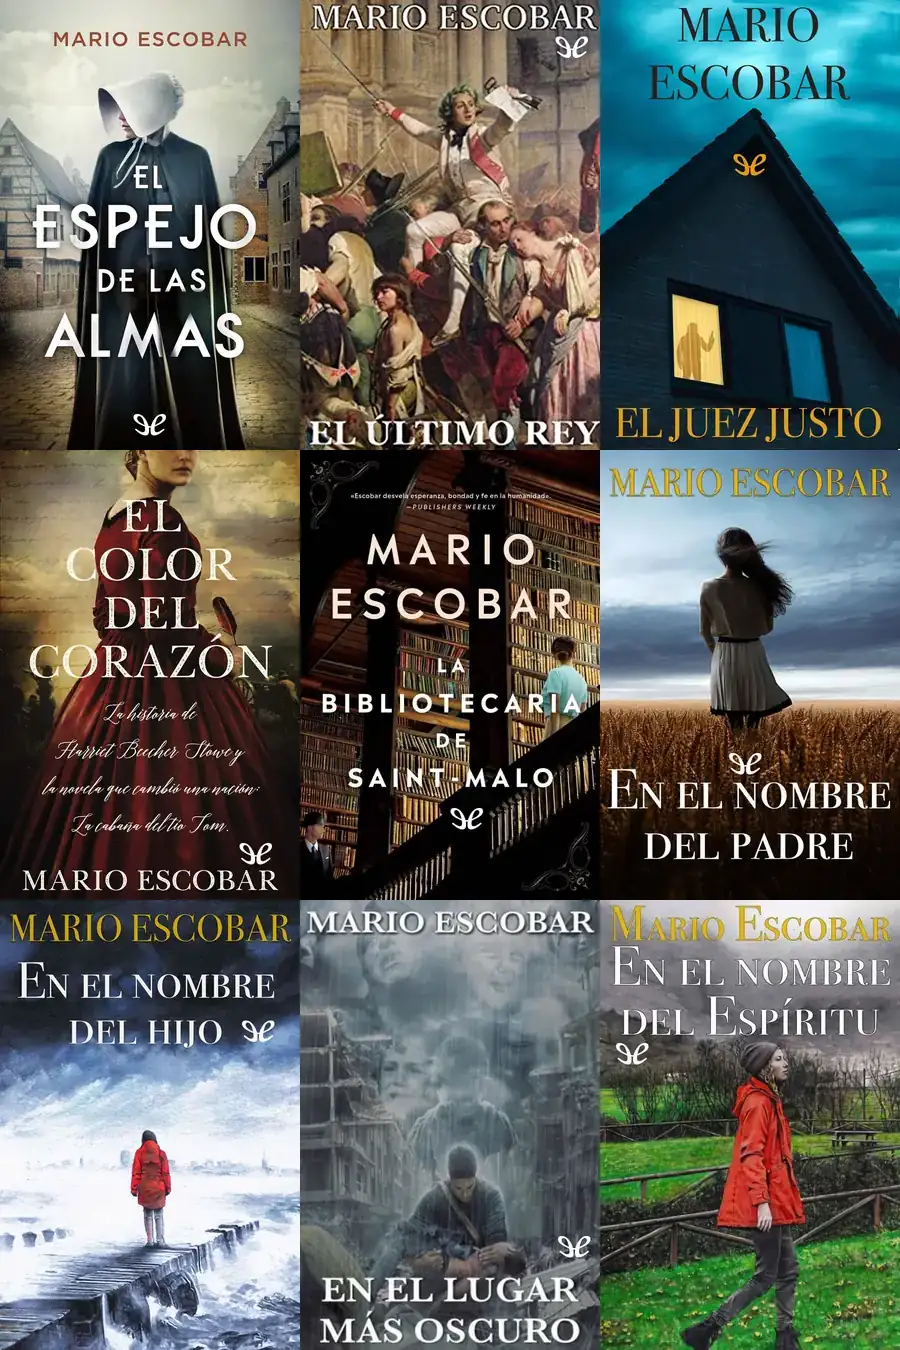 MARIO ESCOBAR
EL
ESPEJO
DE LAS
ALMAS
MARIO ESCOBAR
EL ÚLTIMO REY
MARIO
ESCOBAR
EL JUEZ JUSTO
EL
COLOR
DEL
CORAZÓN
La historia de
Harriet Beecher Stowe y
la novela que cambió una nación:
La cabaña del tío Tom.
MARIO ESCOBAR
«Escobar desvela esperanza, bondad y fe en la humanidad».
—PUBLISHERS WEEKLY
MARIO
ESCOBAR
LA
BIBLIOTECARIA
DE
SAINT-MALO
MARIO ESCOBAR
EN EL NOMBRE
DEL PADRE
MARIO ESCOBAR
EN EL NOMBRE
DEL HIJO
MARIO ESCOBAR
EN EL LUGAR
MÁS OSCURO
MARIO ESCOBAR
EN EL NOMBRE
DEL ESPÍRITU